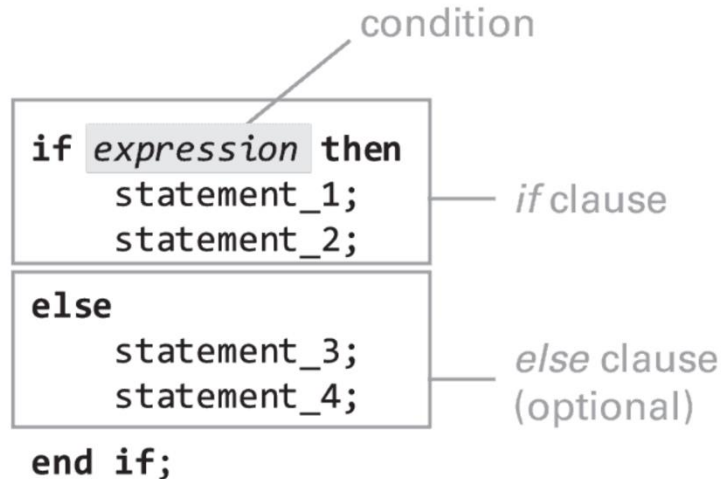 condition
if expression then
statement_1;
if clause
statement_2;
else
statement_3;
else clause
statement_4;
(optional)
end if;